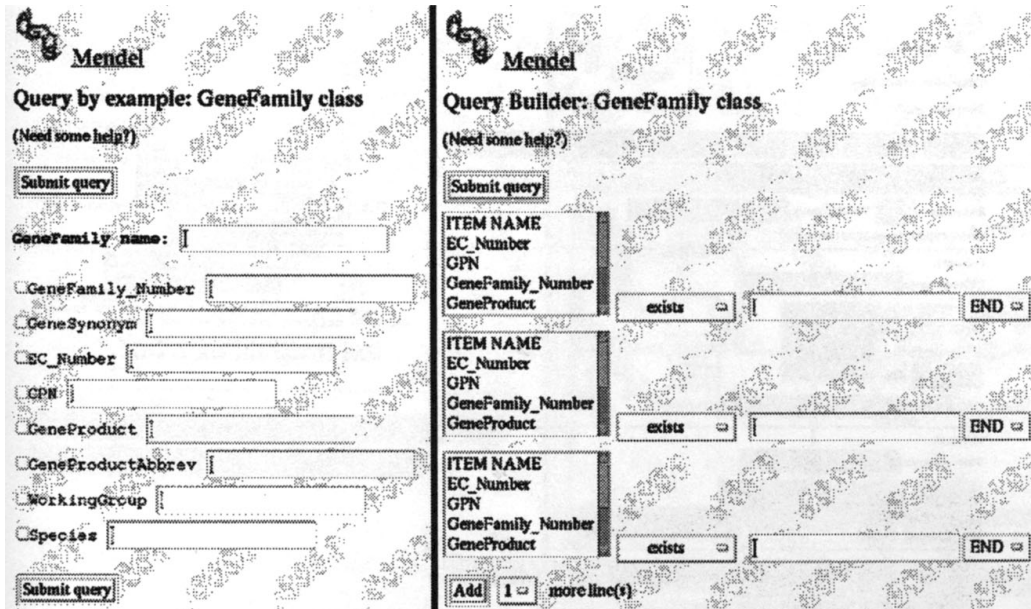 Mendel
Query by example: GeneFamily class
(Need some help?)
Submit query
GeneFamily name:
GeneFamily_Number
GeneSynonym
EC_Number
GPN
GeneProduct
GeneProductAbbrev
WorkingGroup
Species
Submit query
Mendel
Query Builder: GeneFamily class
(Need some help?)
Submit query
ITEM NAME
EC_Number
GPN
GeneFamily_Number
GeneProduct
exists END
ITEM NAME
EC_Number
GPN
GeneFamily_Number
GeneProduct
exists END
ITEM NAME
EC_Number
GPN
GeneFamily_Number
GeneProduct
exists END
Add 1 more line(s)